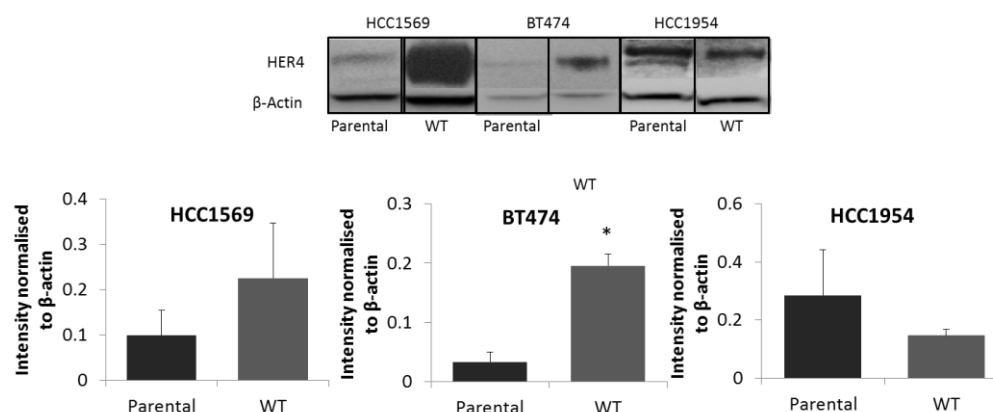 HCC1569 BT474 HCC1954
HER4
β-Actin
Parental WT Parental Parental WT
WT
Intensity normalised
to β-actin
0.4
0.3
0.2
0.1
0
HCC1569
Parental WT
Intensity normalised
to β-actin
0.3
0.2
0.1
0
BT474
*
Parental WT
Intensity normalised
to β-actin
0.6
0.4
0.2
0
HCC1954
Parental WT